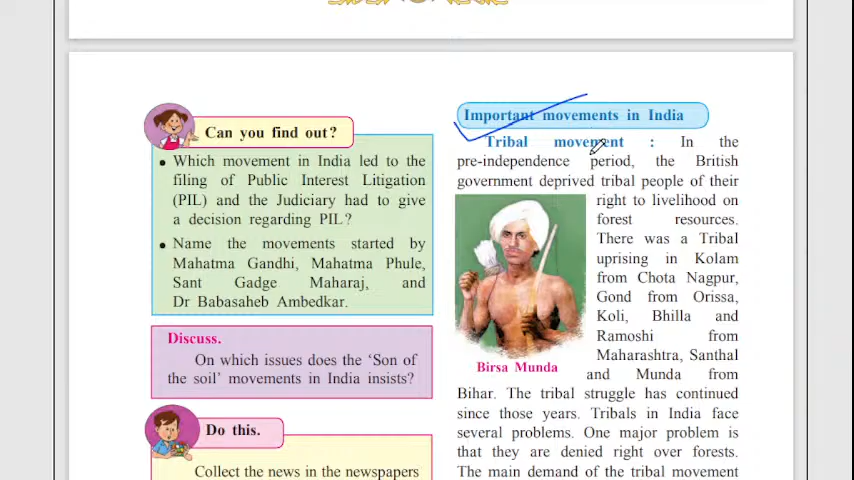 Can you find out?
• Which movement in India led to the
filing of Public Interest Litigation
(PIL) and the Judiciary had to give
a decision regarding PIL?
• Name the movements started by
Mahatma Gandhi, Mahatma Phule,
Sant Gadge Maharaj, and
Dr Babasaheb Ambedkar.
Discuss.
On which issues does the ‘Son of
the soil’ movements in India insists?
Do this.
Collect the news in the newspapers
Important movements in India
Tribal movement : In the
pre-independence period, the British
government deprived tribal people of their
right to livelihood on
forest resources.
There was a Tribal
uprising in Kolam
from Chota Nagpur,
Gond from Orissa,
Koli, Bhilla and
Ramoshi from
Maharashtra, Santhal
and Munda from
Birsa Munda
Bihar. The tribal struggle has continued
since those years. Tribals in India face
several problems. One major problem is
that they are denied right over forests.
The main demand of the tribal movement